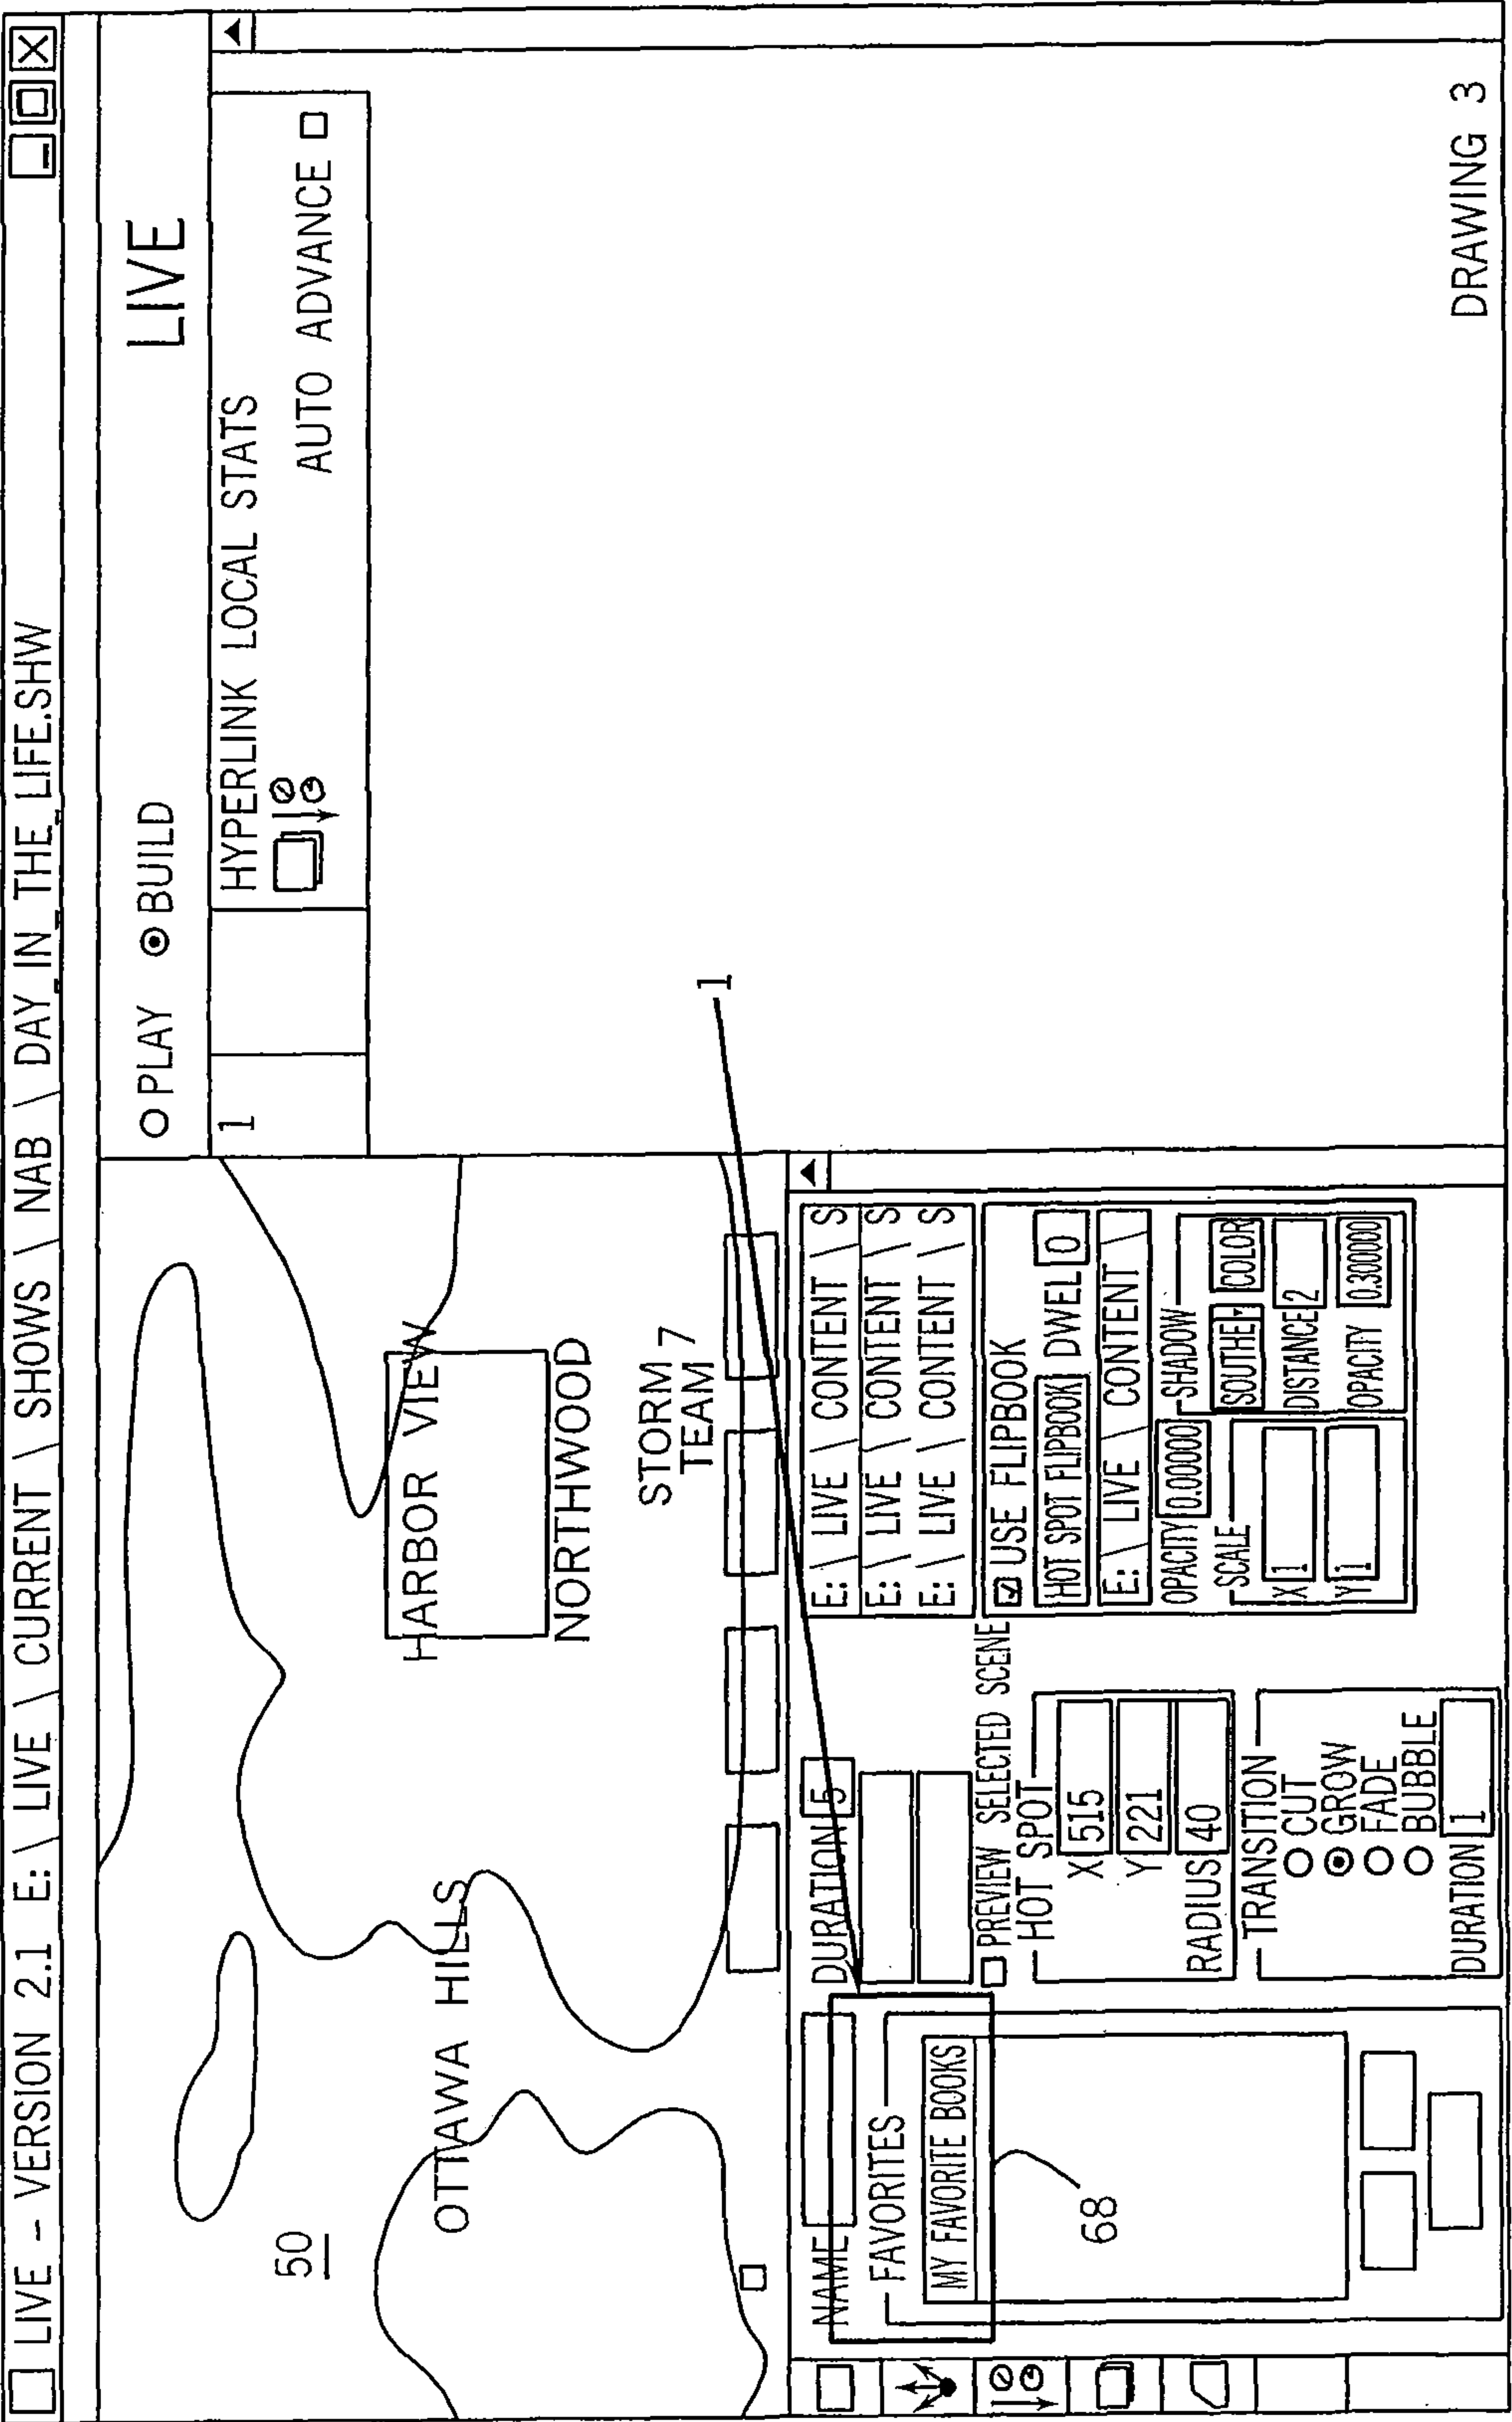 LIVE - VERSION 2.1 E: \ LIVE \ CURRENT \ SHOWS \ NAB \ DAY_IN_THE_LIFE.SHW
PLAY BUILD
LIVE
1
HYPERLINK LOCAL STATS
AUTO ADVANCE
50
OTTAWA HILLS
HARBOR VIEW
NORTHWOOD
STORM 7
TEAM
1
NAME
DURATION 5
FAVORITES
MY FAVORITE BOOKS
68
PREVIEW SELECTED SCENE
HOT SPOT
X 515
Y 221
RADIUS 40
TRANSITION
CUT
GROW
FADE
BUBBLE
DURATION 1
E: \ LIVE \ CONTENT \ S
E: \ LIVE \ CONTENT \ S
E: \ LIVE \ CONTENT \ S
USE FLIPBOOK
HOT SPOT FLIPBOOK DWEL 0
E: \ LIVE \ CONTENT \
OPACITY 0.00000
SCALE
X 1
Y 1
SHADOW
SOUTHE COLOR
DISTANCE 2
OPACITY 0.300000
DRAWING 3